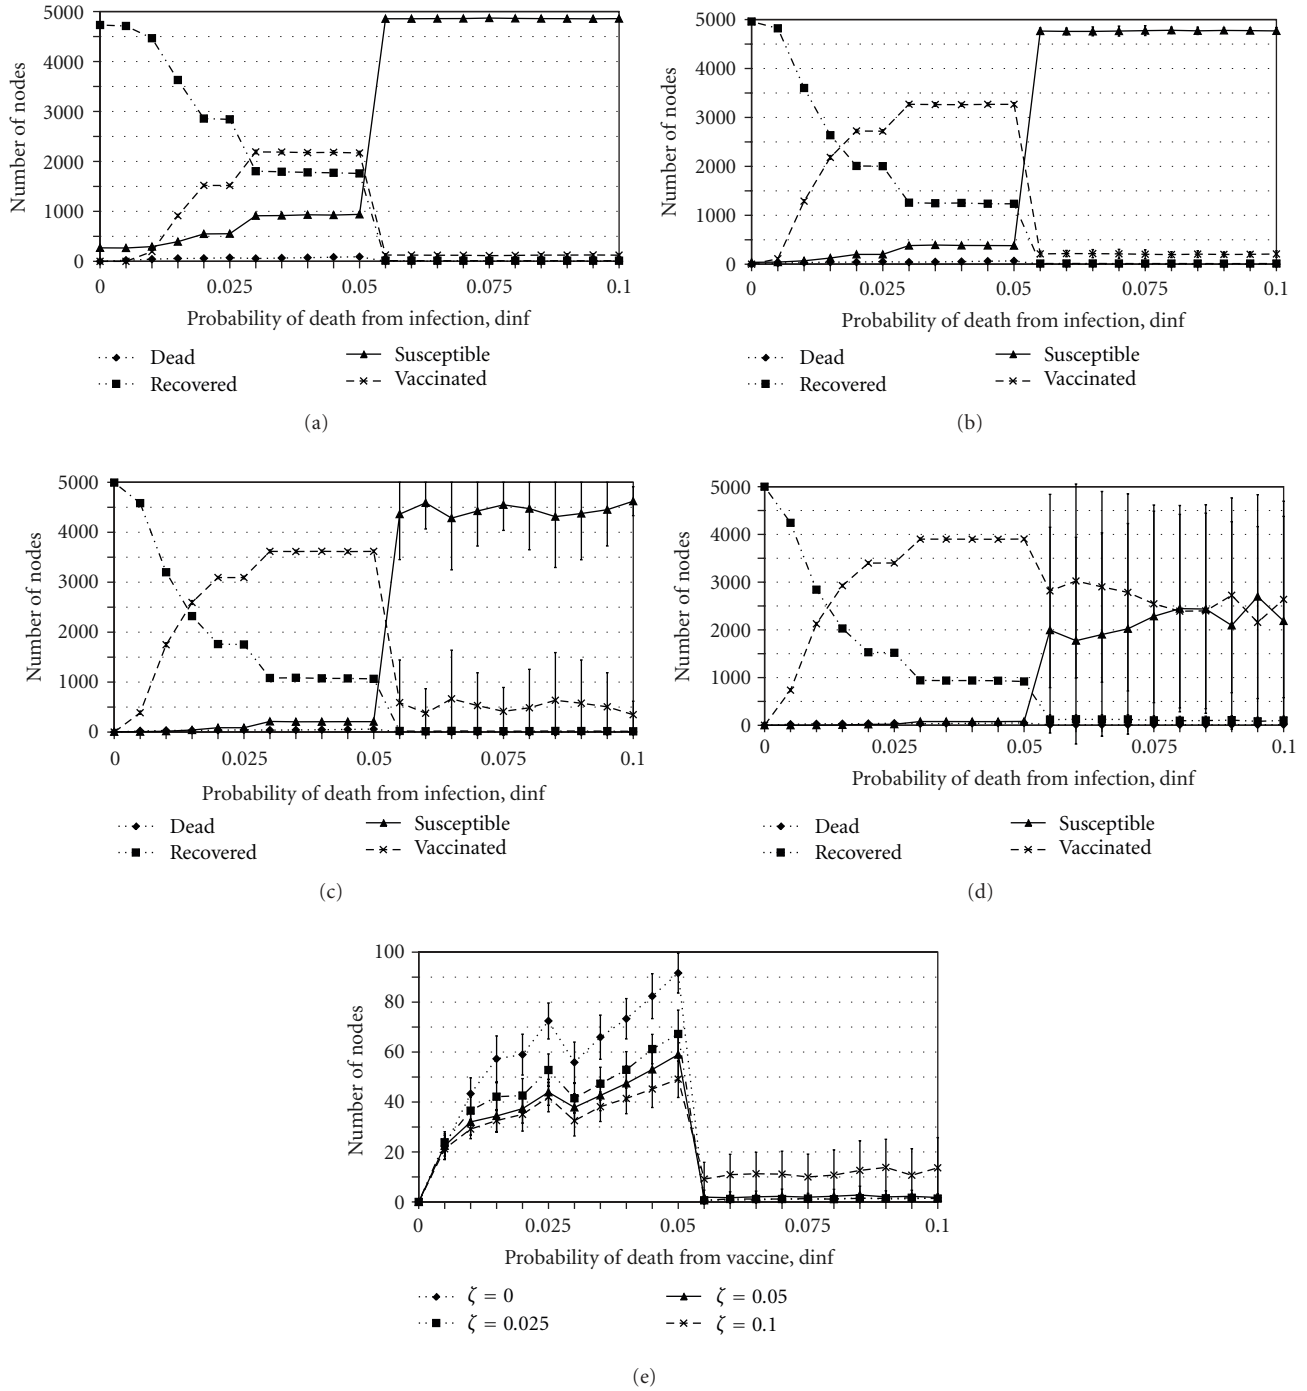 5000
4000
3000
2000
1000
0
Number of nodes
0 0.025 0.05 0.075 0.1
Probability of death from infection, dinf
Dead Susceptible
Recovered Vaccinated
(a)
5000
4000
3000
2000
1000
0
Number of nodes
0 0.025 0.05 0.075 0.1
Probability of death from infection, dinf
Dead Susceptible
Recovered Vaccinated
(b)
5000
4000
3000
2000
1000
0
Number of nodes
0 0.025 0.05 0.075 0.1
Probability of death from infection, dinf
Dead Susceptible
Recovered Vaccinated
(c)
5000
4000
3000
2000
1000
0
Number of nodes
0 0.025 0.05 0.075 0.1
Probability of death from infection, dinf
Dead Susceptible
Recovered Vaccinated
(d)
100
80
60
40
20
0
Number of nodes
0 0.025 0.05 0.075 0.1
Probability of death from vaccine, dinf
ζ = 0 ζ = 0.05
ζ = 0.025 ζ = 0.1
(e)